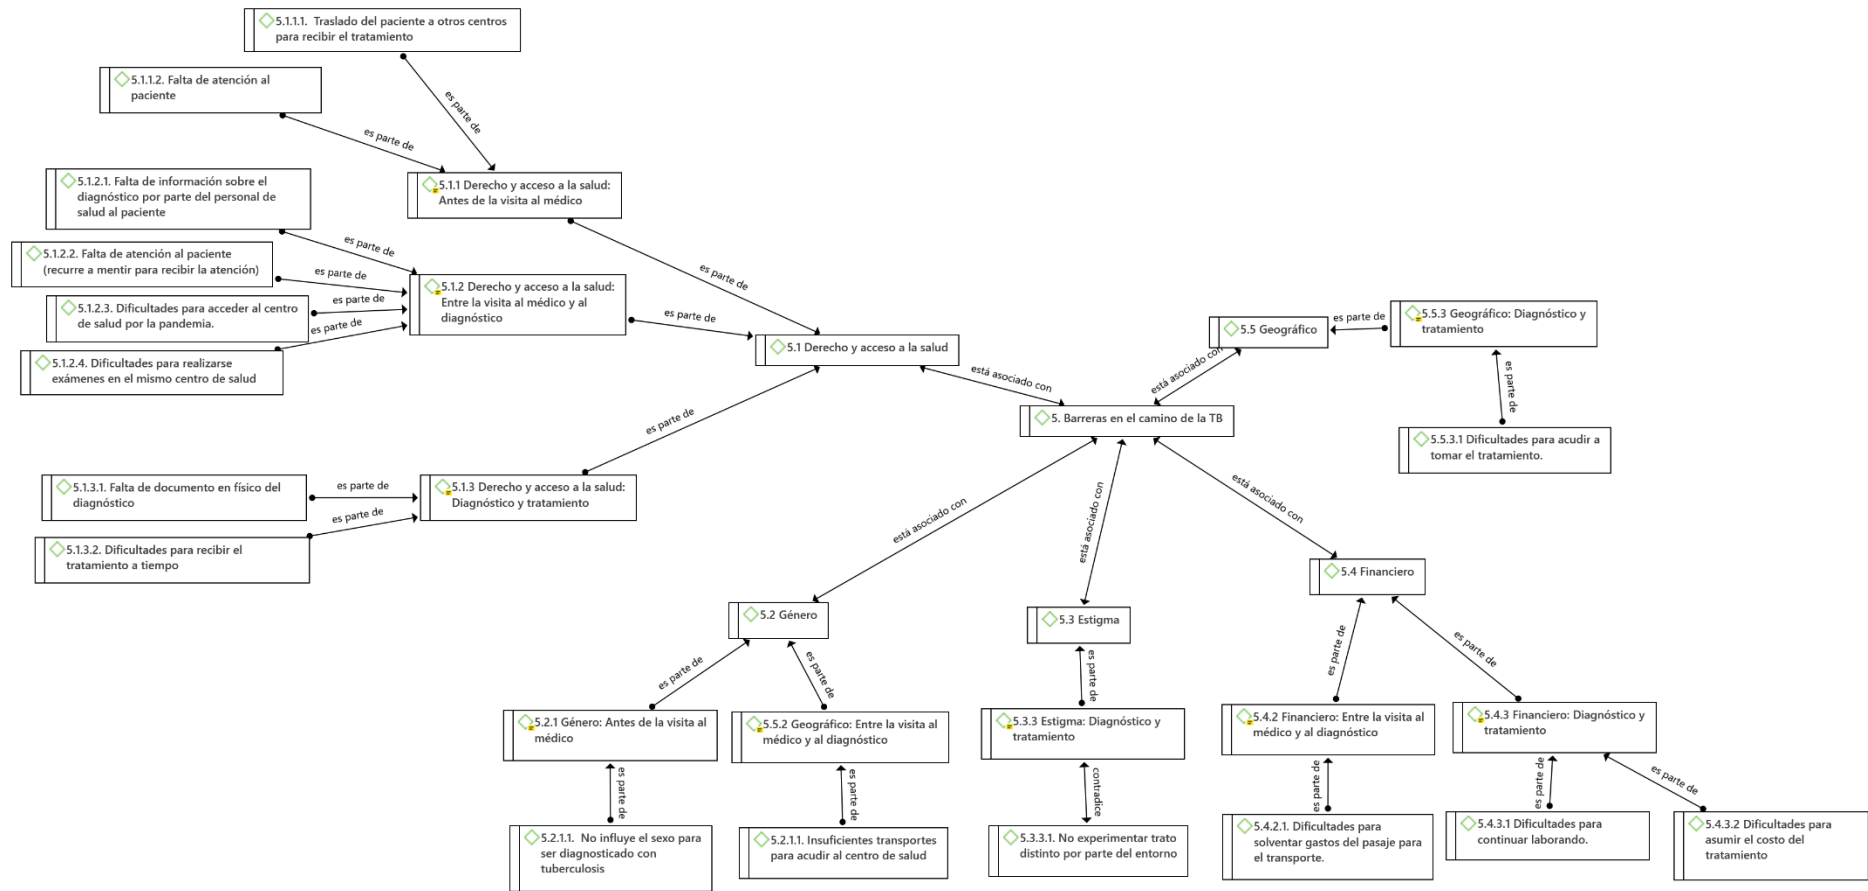 5.1.1.1. Traslado del paciente a otros centros
para recibir el tratamiento
5.1.1.2. Falta de atención al
paciente
es parte de
es parte de
5.1.2.1. Falta de información sobre el
diagnóstico por parte del personal de
salud al paciente
5.1.1 Derecho y acceso a la salud:
Antes de la visita al médico
es parte de
5.1.2.2. Falta de atención al paciente
(recurre a mentir para recibir la atención)
es parte de
es parte de
5.1.2 Derecho y acceso a la salud:
Entre la visita al médico y al
diagnóstico
5.1.2.3. Dificultades para acceder al centro
de salud por la pandemia.
es parte de
es parte de
es parte de
5.1.2.4. Dificultades para realizarse
exámenes en el mismo centro de salud
5.1 Derecho y acceso a la salud
5.5 Geográfico
es parte de
5.5.3 Geográfico: Diagnóstico y
tratamiento
está asociado con
está asociado con
es parte de
5. Barreras en el camino de la TB
5.5.3.1 Dificultades para acudir a
tomar el tratamiento.
es parte de
5.1.3.1. Falta de documento en físico del
diagnóstico
es parte de
5.1.3 Derecho y acceso a la salud:
Diagnóstico y tratamiento
es parte de
5.1.3.2. Dificultades para recibir el
tratamiento a tiempo
está asociado con
está asociado con
está asociado con
5.4 Financiero
5.2 Género
5.3 Estigma
es parte de
es parte de
es parte de
es parte de
es parte de
5.2.1 Género: Antes de la visita al
médico
5.5.2 Geográfico: Entre la visita al
médico y al diagnóstico
5.3.3 Estigma: Diagnóstico y
tratamiento
5.4.2 Financiero: Entre la visita al
médico y al diagnóstico
5.4.3 Financiero: Diagnóstico y
tratamiento
es parte de
es parte de
contradice
es parte de
es parte de
es parte de
5.2.1.1. No influye el sexo para
ser diagnosticado con
tuberculosis
5.2.1.1. Insuficientes transportes
para acudir al centro de salud
5.3.3.1. No experimentar trato
distinto por parte del entorno
5.4.2.1. Dificultades para
solventar gastos del pasaje para
el transporte.
5.4.3.1 Dificultades para
continuar laborando.
5.4.3.2 Dificultades para
asumir el costo del
tratamiento